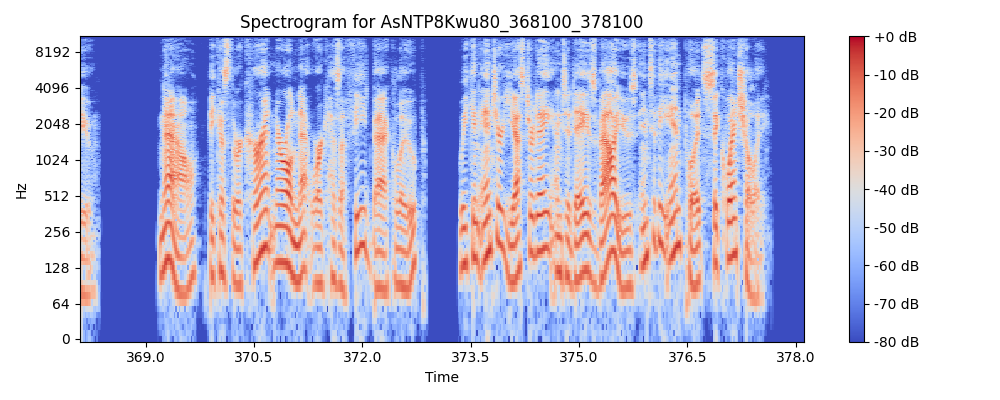 Spectrogram for AsNTP8Kwu80_368100_378100
8192
4096
2048
1024
512
256
128
64
0
Hz
369.0 370.5 372.0 373.5 375.0 376.5 378.0
Time
+0 dB
-10 dB
-20 dB
-30 dB
-40 dB
-50 dB
-60 dB
-70 dB
-80 dB